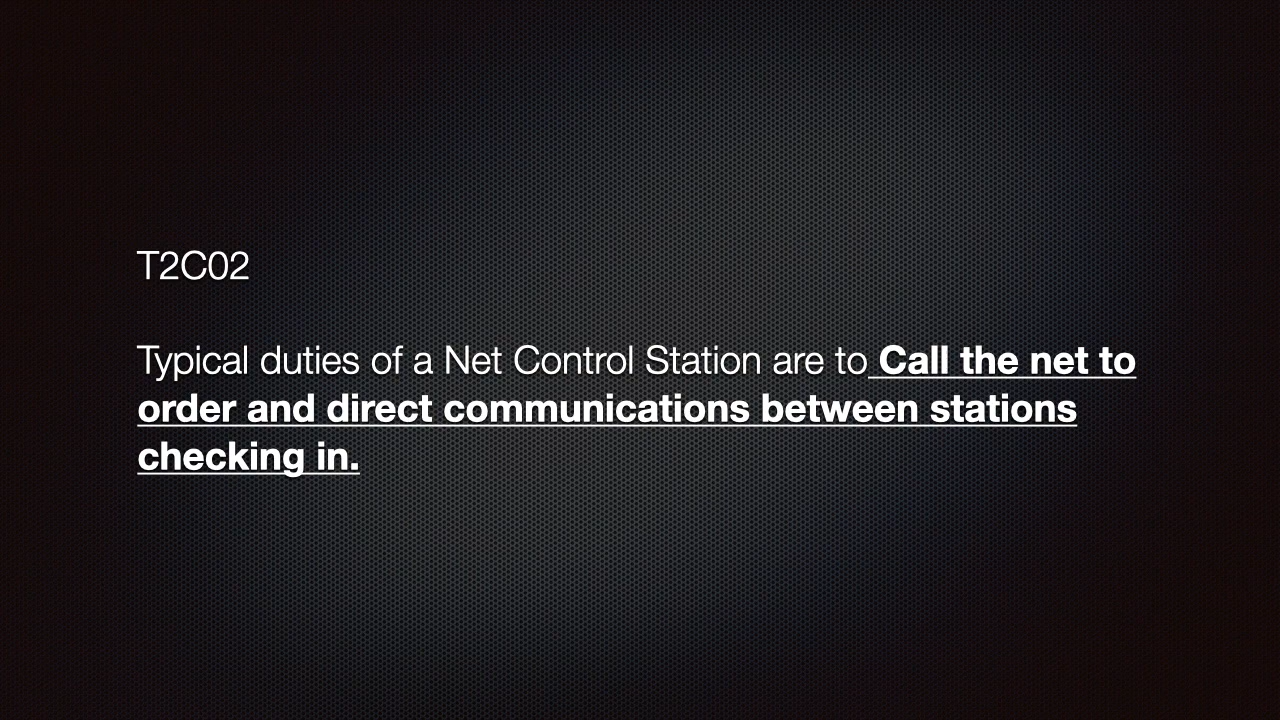 T2C02
Typical duties of a Net Control Station are to Call the net to
order and direct communications between stations
checking in.